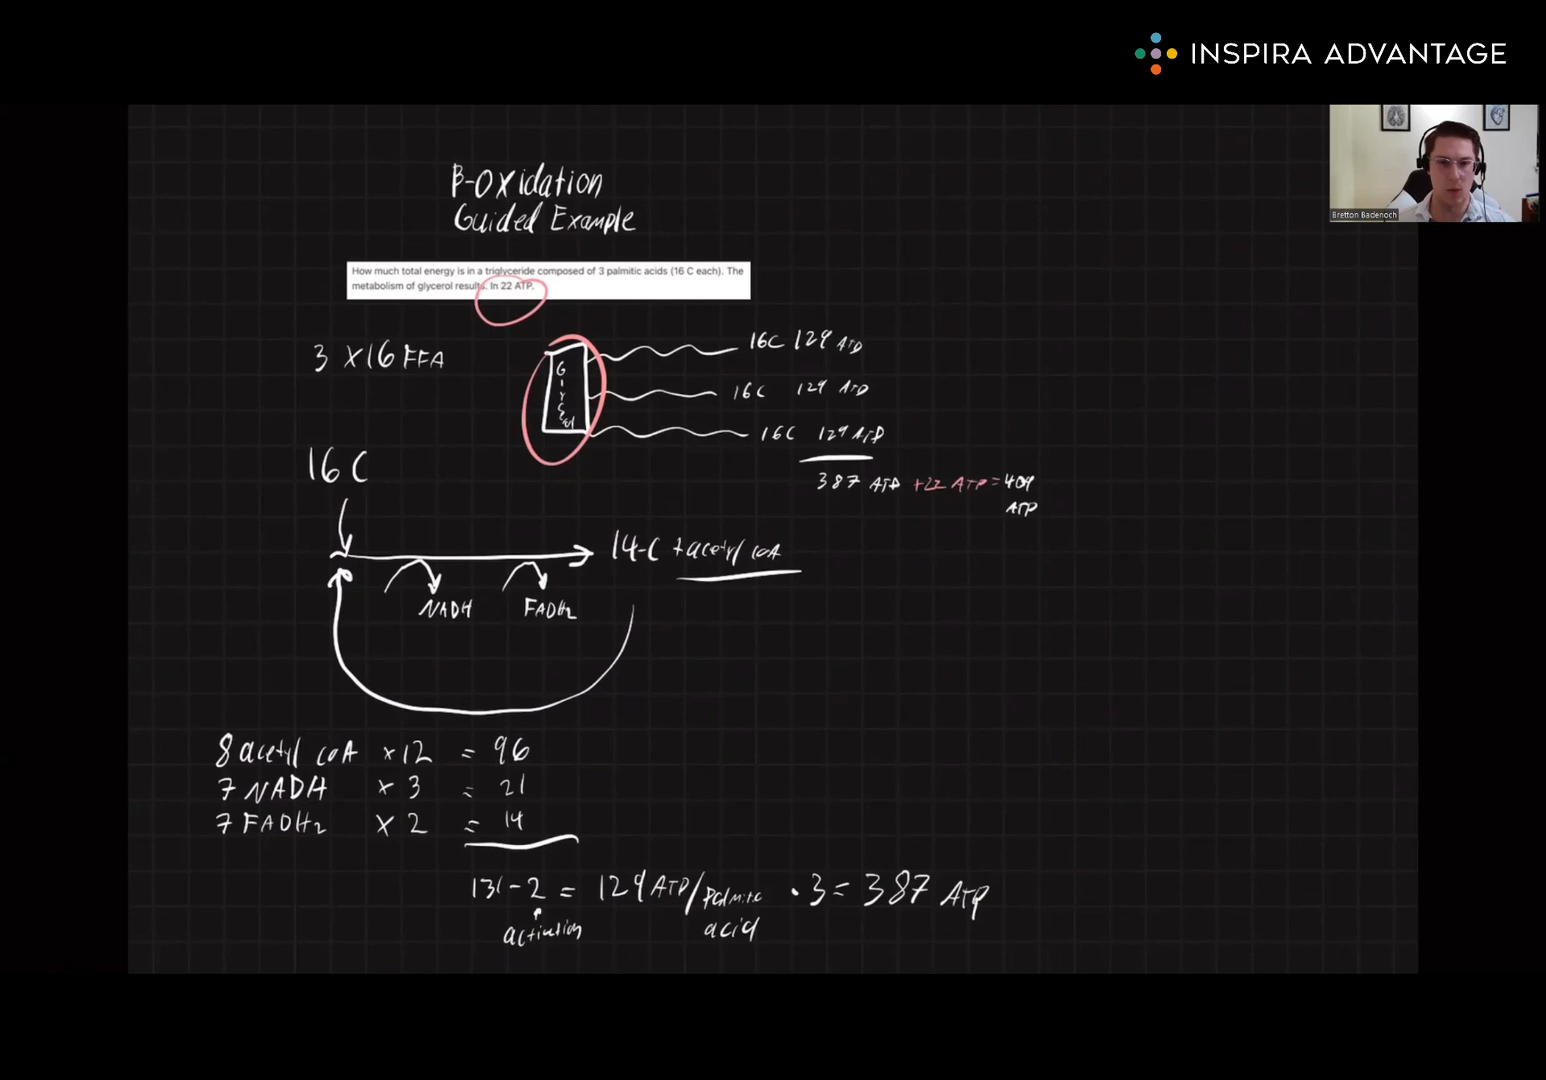 INSPIRA ADVANTAGE
Bretton Badenoch
β-Oxidation
Guided Example
How much total energy is in a triglyceride composed of 3 palmitic acids (16 C each). The
metabolism of glycerol results. In 22 ATP.
3 x16 FFA
16C 129 ATP
16C 129 ATP
16C 129 ATP
387 ATP +22 ATP = 409
ATP
16 C
14-C + acetyl coA
NADH FADH2
8 acetyl coA x 12 = 96
7 NADH x 3 = 21
7 FADH2 x 2 = 14
131 - 2 = 129 ATP/palmitic acid · 3 = 387 ATP
activation